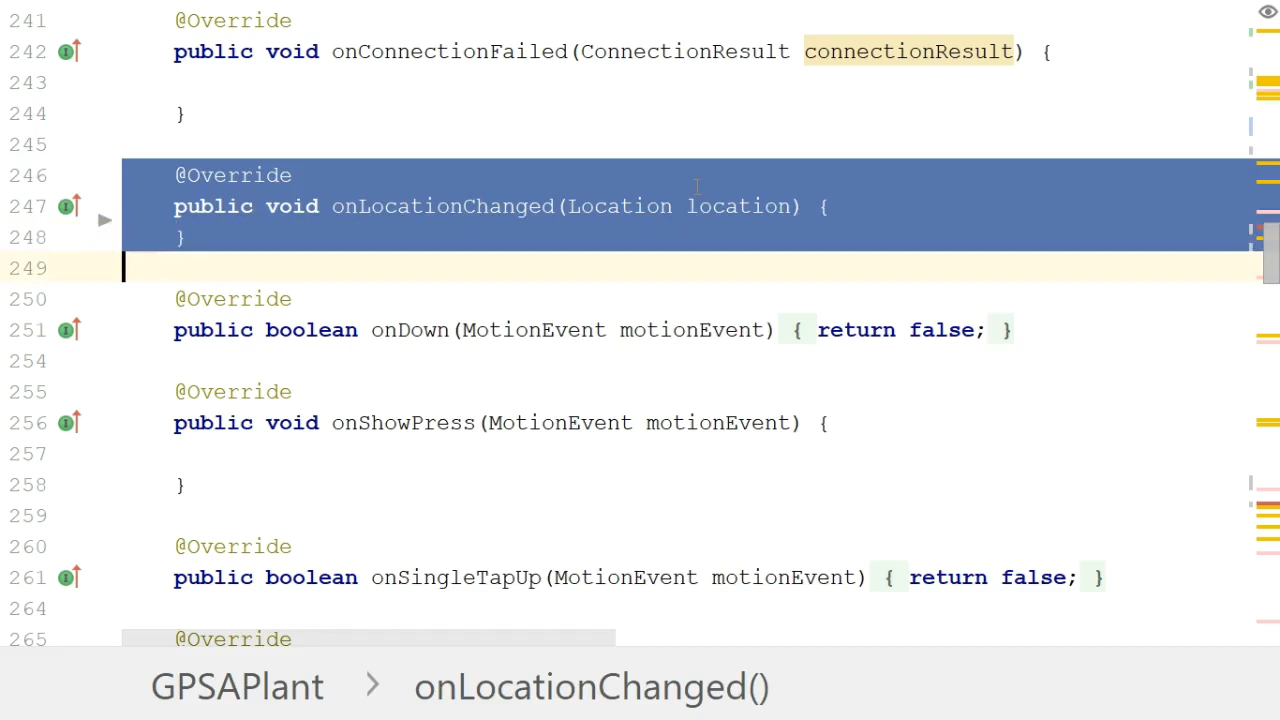 241 @Override
242 public void onConnectionFailed(ConnectionResult connectionResult) {
243
244 }
245
246 @Override
247 public void onLocationChanged(Location location) {
248 }
249
250 @Override
251 public boolean onDown(MotionEvent motionEvent) { return false; }
254
255 @Override
256 public void onShowPress(MotionEvent motionEvent) {
257
258 }
259
260 @Override
261 public boolean onSingleTapUp(MotionEvent motionEvent) { return false; }
264
265 @Override
GPSAPlant > onLocationChanged()